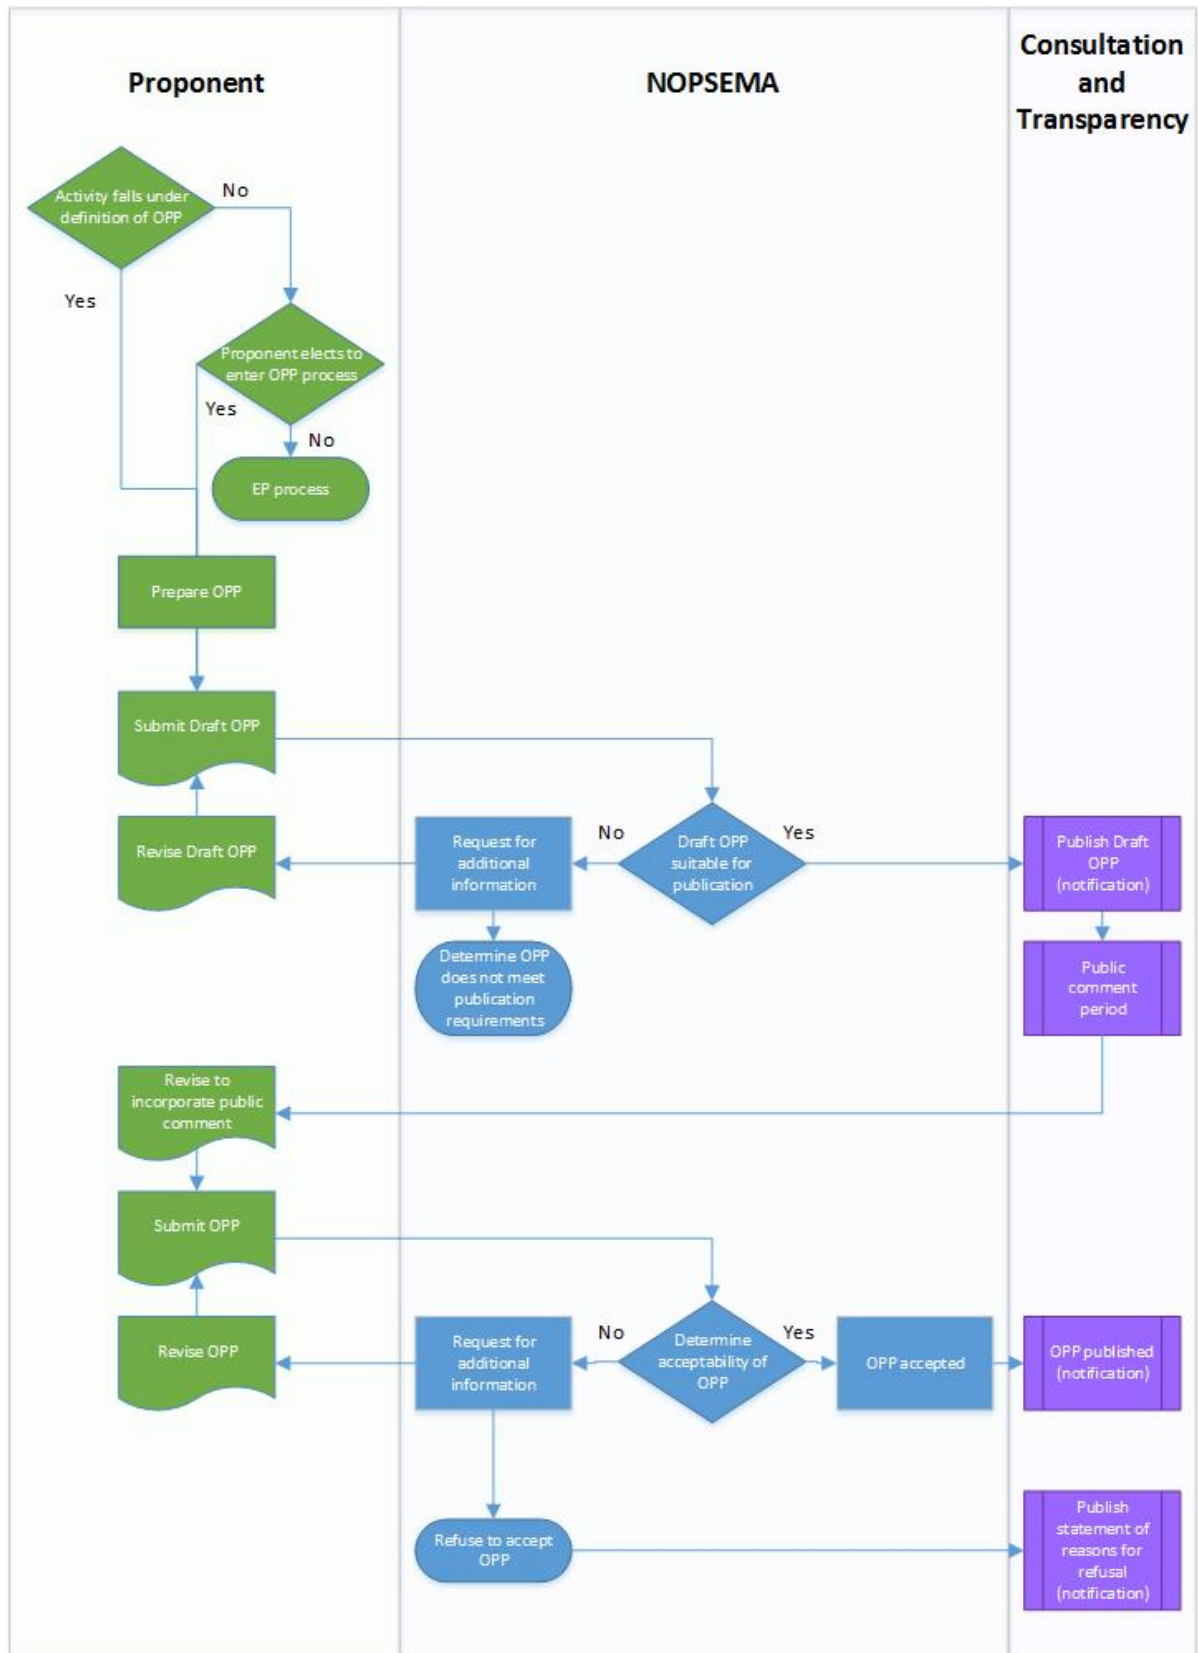 Proponent
NOPSEMA
Consultation
and
Transparency
Activity falls under
definition of OPP
No
Yes
Proponent elects to
enter OPP process
Yes
No
EP process
Prepare OPP
Submit Draft OPP
Revise Draft OPP
Request for
additional
information
No
Draft OPP
suitable for
publication
Yes
Publish Draft
OPP
(notification)
Determine OPP
does not meet
publication
requirements
Public
comment
period
Revise to
incorporate public
comment
Submit OPP
Revise OPP
Request for
additional
information
No
Determine
acceptability of
OPP
Yes
OPP accepted
OPP published
(notification)
Refuse to accept
OPP
Publish
statement of
reasons for
refusal
(notification)